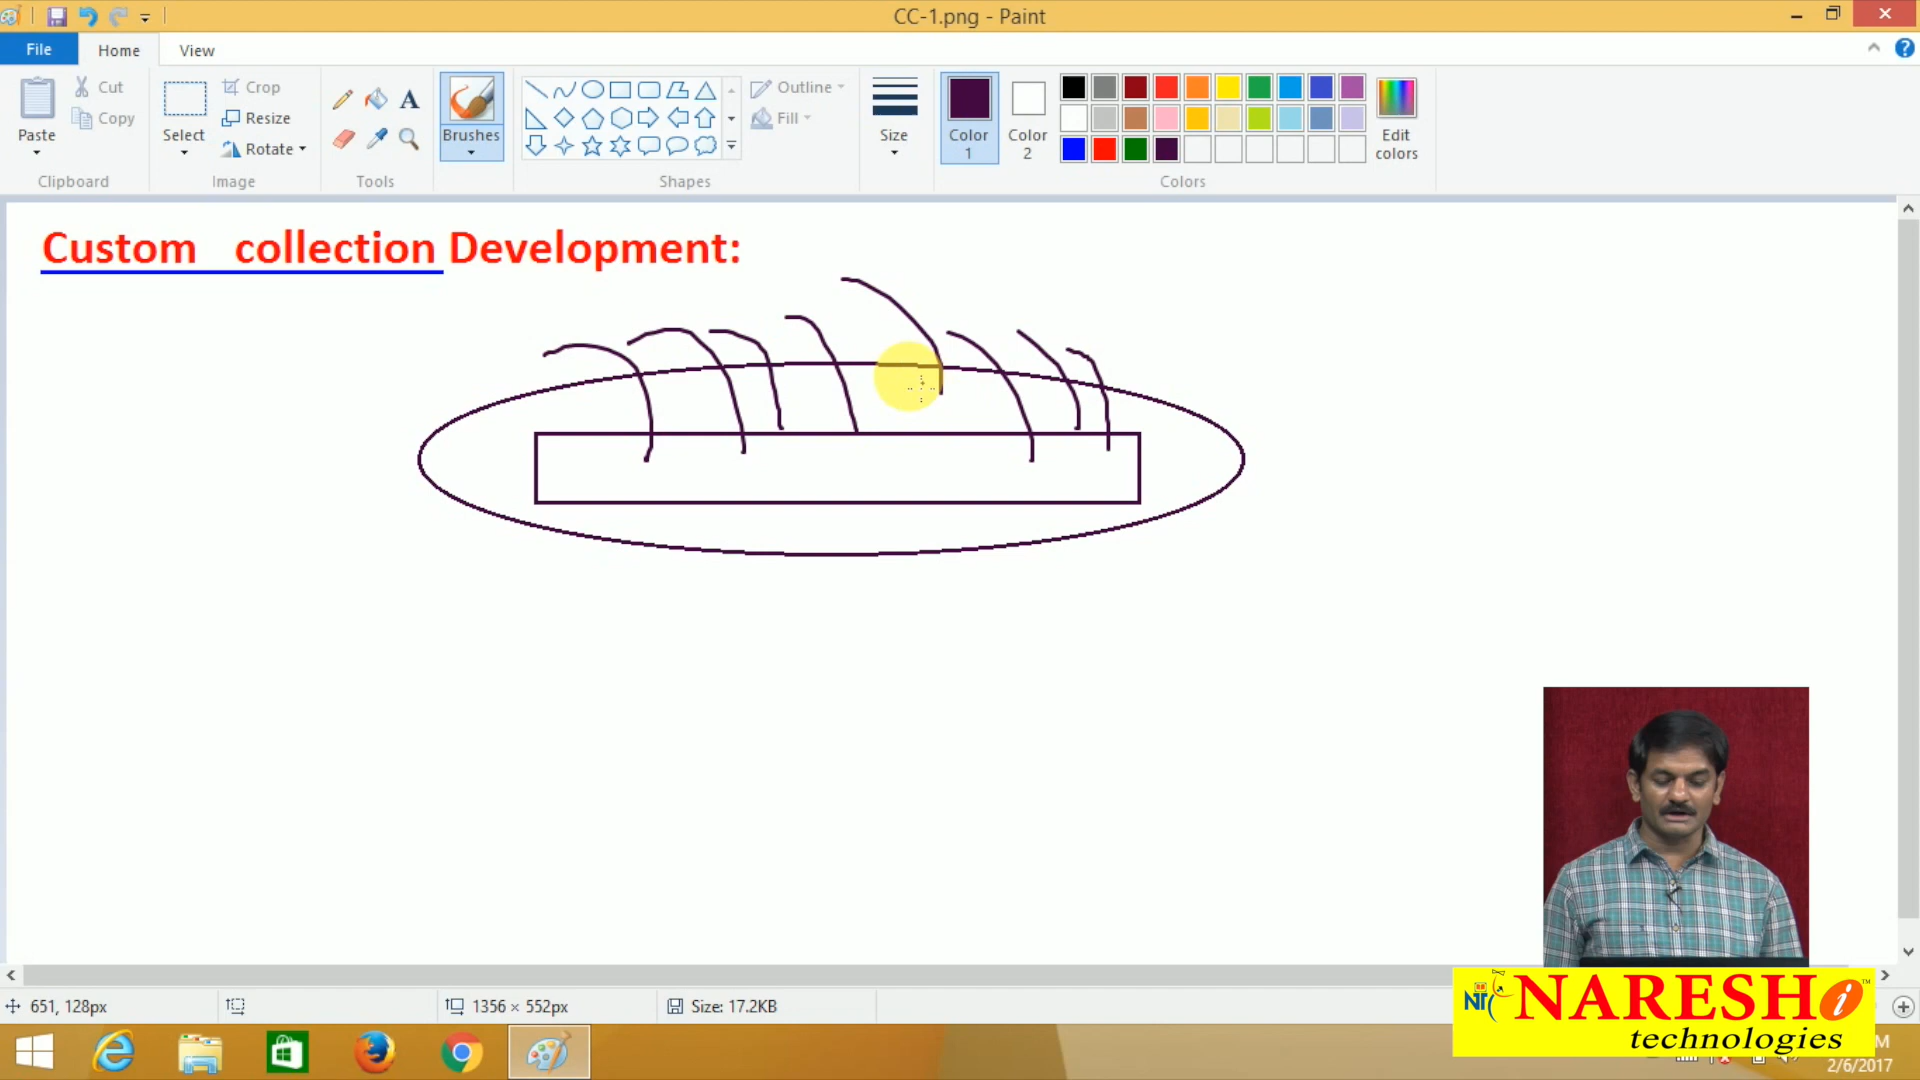 CC-1.png - Paint
File Home View
Paste
Cut
Copy
Clipboard
Select
Crop
Resize
Rotate
Image
A
Tools
Brushes
Outline
Fill
Shapes
Size
Color 1
Color 2
Edit colors
Colors
Custom collection Development:
651, 128px
1356 × 552px
Size: 17.2KB
NARESH i ™
technologies
M
2/6/2017